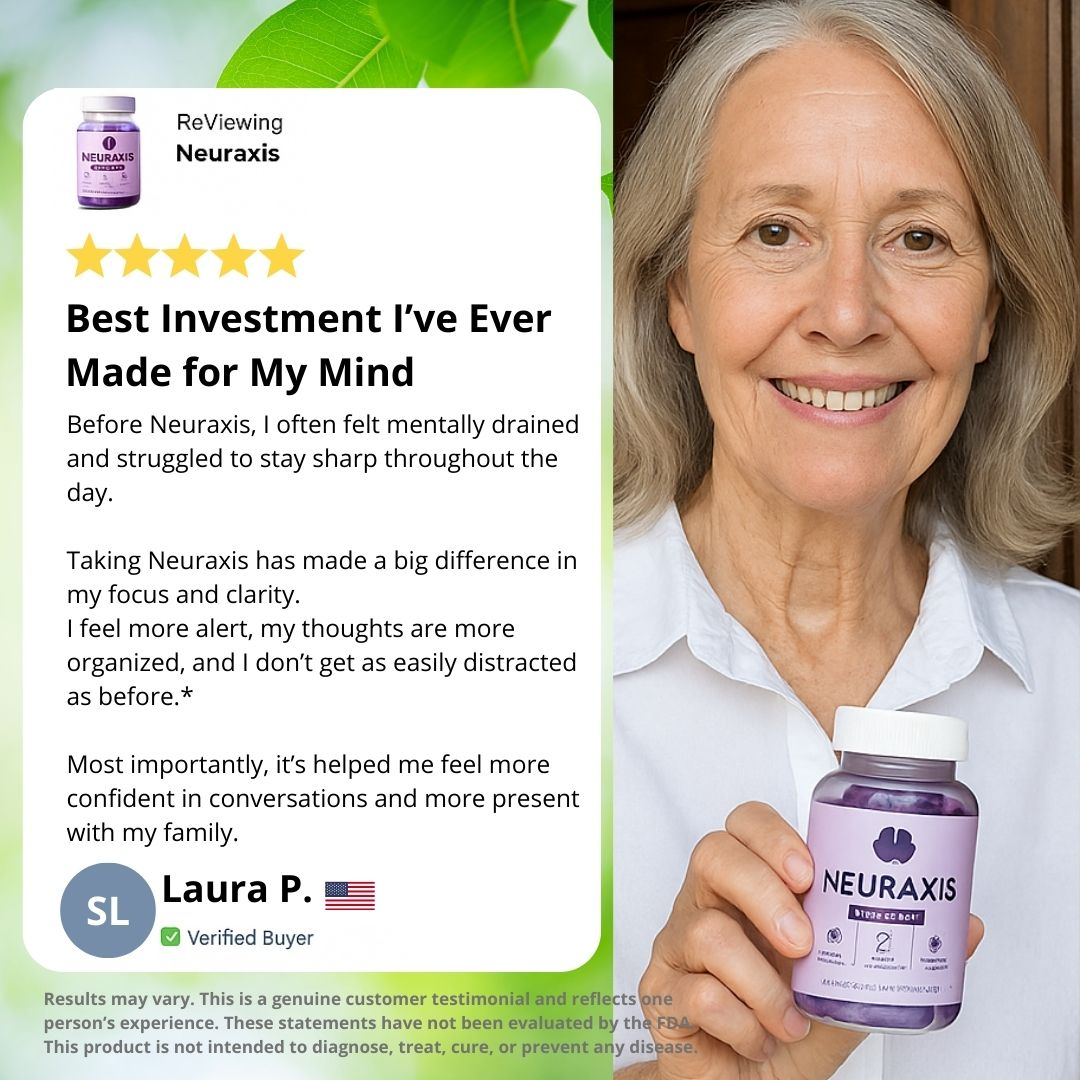 NEURAXIS
ReViewing
Neuraxis
Best Investment I’ve Ever
Made for My Mind
Before Neuraxis, I often felt mentally drained
and struggled to stay sharp throughout the
day.
Taking Neuraxis has made a big difference in
my focus and clarity.
I feel more alert, my thoughts are more
organized, and I don’t get as easily distracted
as before.*
Most importantly, it’s helped me feel more
confident in conversations and more present
with my family.
SL
Laura P.
Verified Buyer
NEURAXIS
2
Results may vary. This is a genuine customer testimonial and reflects one
person’s experience. These statements have not been evaluated by the FDA.
This product is not intended to diagnose, treat, cure, or prevent any disease.